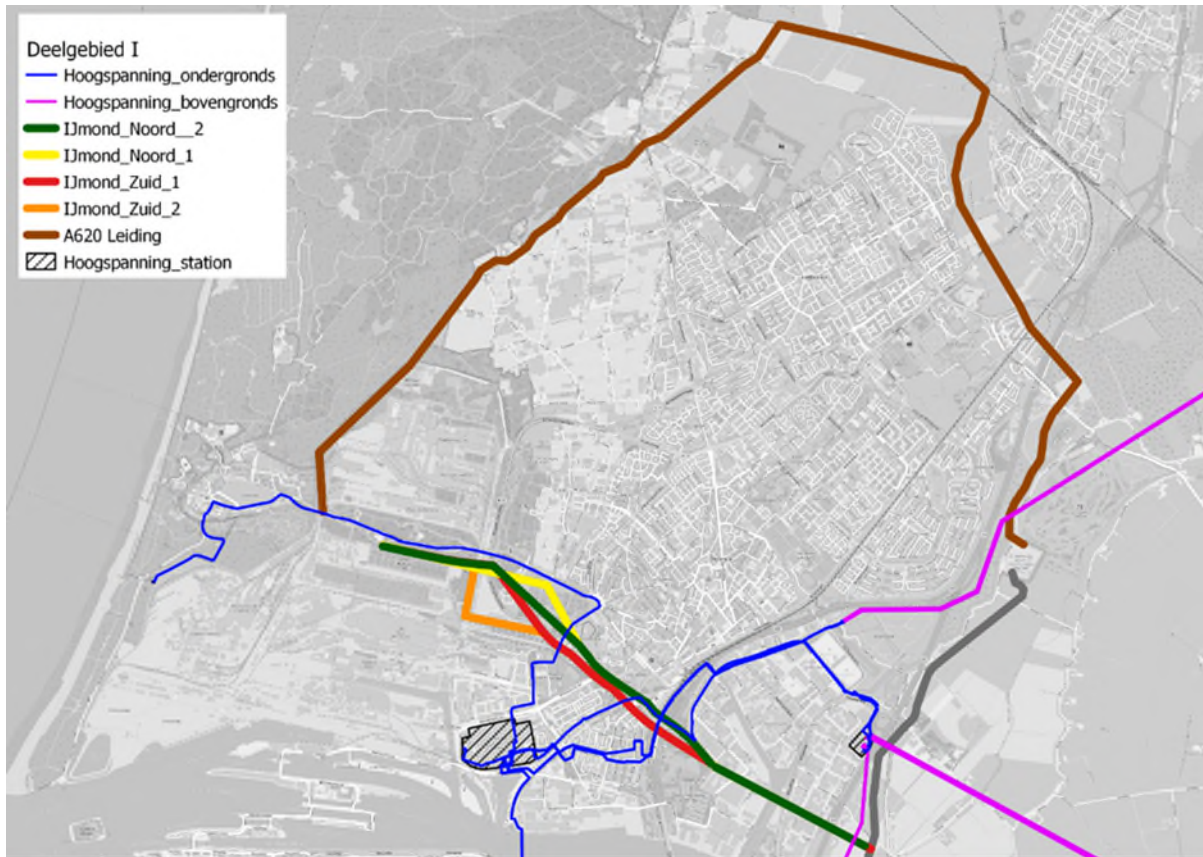 Deelgebied I
Hoogspanning_ondergronds
Hoogspanning_bovengronds
IJmond_Noord__2
IJmond_Noord_1
IJmond_Zuid_1
IJmond_Zuid_2
A620 Leiding
Hoogspanning_station